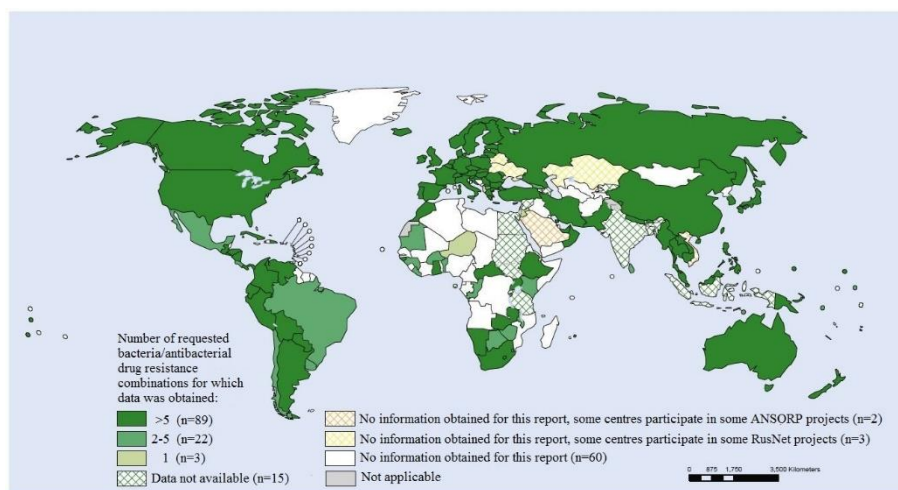 Number of requested
bacteria/antibacterial
drug resistance
combinations for which
data was obtained:
>5 (n=89)
2-5 (n=22)
1 (n=3)
Data not available (n=15)
No information obtained for this report, some centres participate in some ANSORP projects (n=2)
No information obtained for this report, some centres participate in some RusNet projects (n=3)
No information obtained for this report (n=60)
Not applicable
0 875 1,750 3,500 Kilometers